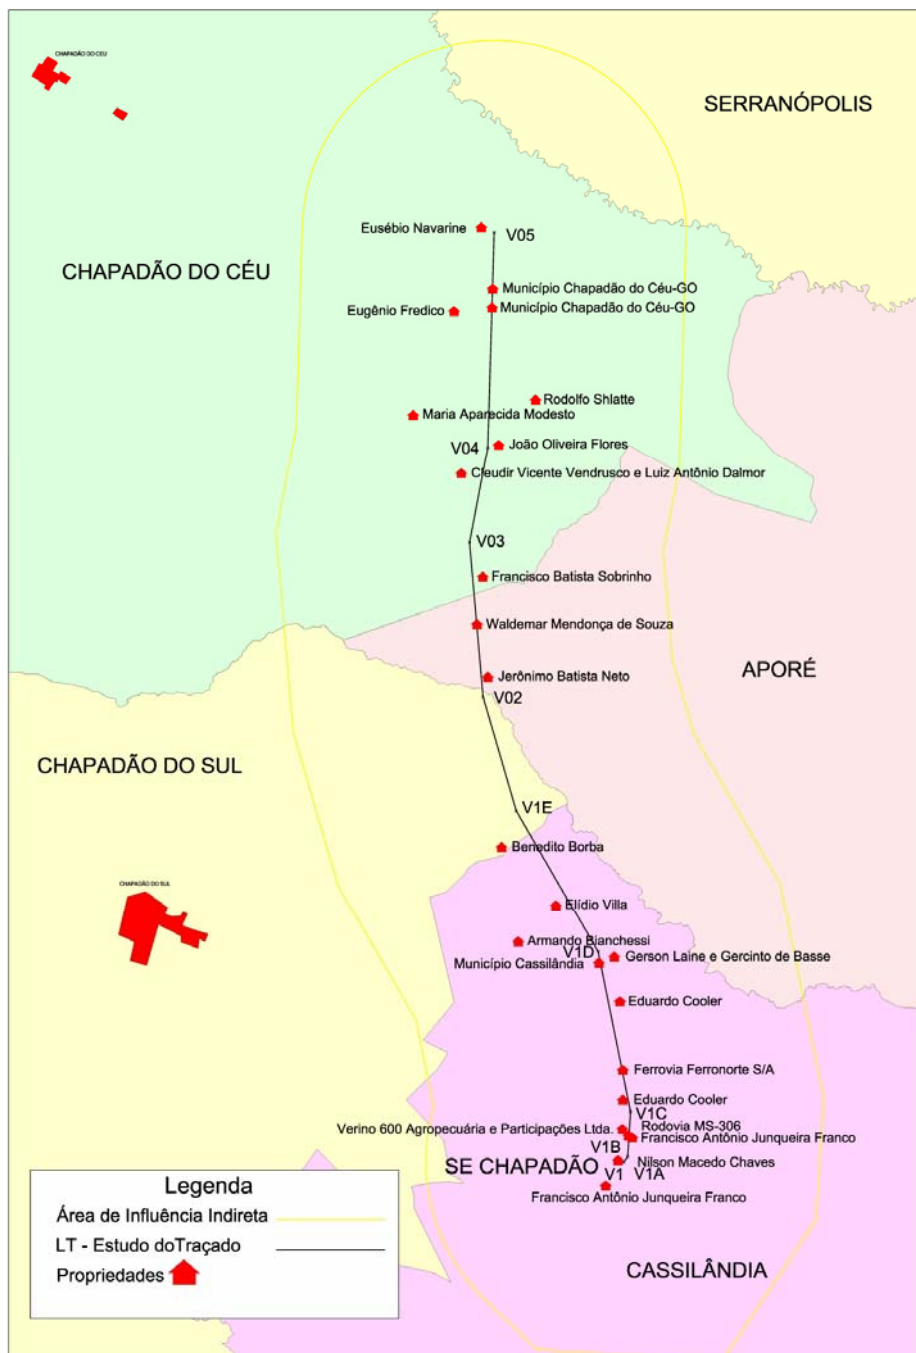 CHAPADÃO DO CEU
SERRANÓPOLIS
Eusébio Navarine
V05
CHAPADÃO DO CÉU
Município Chapadão do Céu-GO
Município Chapadão do Céu-GO
Eugênio Fredico
Rodolfo Shlatte
Maria Aparecida Modesto
João Oliveira Flores
V04
Cleudir Vicente Vendrusco e Luiz Antônio Dalmor
V03
Francisco Batista Sobrinho
Waldemar Mendonça de Souza
APORÉ
Jerônimo Batista Neto
V02
CHAPADÃO DO SUL
V1E
Benedito Borba
CHAPADÃO DO SUL
Elídio Villa
Armando Bianchessi
V1D
Gerson Laine e Gercinto de Basse
Município Cassilândia
Eduardo Cooler
Ferrovia Ferronorte S/A
Eduardo Cooler
V1C
Rodovia MS-306
Verino 600 Agropecuária e Participações Ltda.
Francisco Antônio Junqueira Franco
V1B
SE CHAPADÃO
Nilson Macedo Chaves
V1
V1A
Francisco Antônio Junqueira Franco
CASSILÂNDIA
Legenda
Área de Influência Indireta
LT - Estudo doTraçado
Propriedades